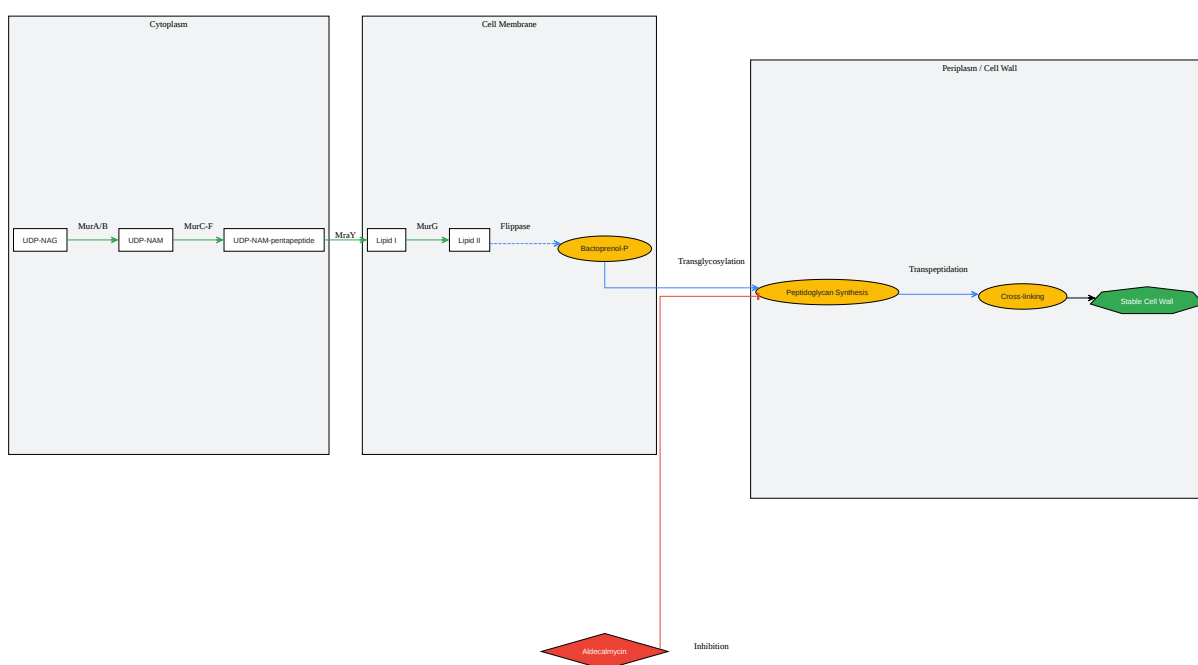 Cytoplasm
Cell Membrane
Periplasm / Cell Wall
MurA/B
MurC-F
MraY
MurG
Flippase
UDP-NAG
UDP-NAM
UDP-NAM-pentapeptide
Lipid I
Lipid II
Bactoprenol-P
Transglycosylation
Transpeptidation
Peptidoglycan Synthesis
Cross-linking
Stable Cell Wall
Aldecalmycin
Inhibition